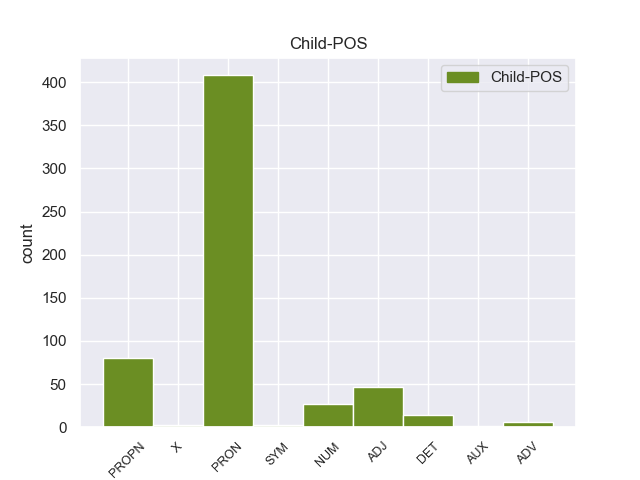 Child-POS
Child-POS
count
400
350
300
250
200
150
100
50
0
PROPN
X
PRON
SYM
NUM
ADJ
DET
AUX
ADV